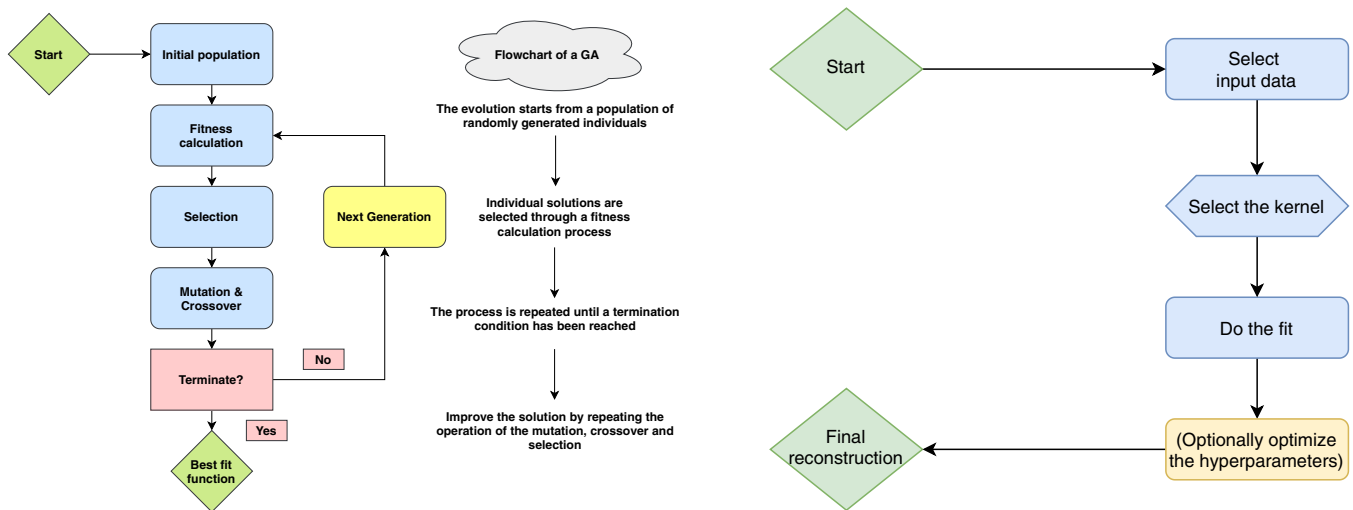 Start
Initial population
Fitness
calculation
Selection
Next Generation
Mutation &
Crossover
Terminate?
No
Yes
Best fit
function
Flowchart of a GA
The evolution starts from a population of
randomly generated individuals
Individual solutions are
selected through a fitness
calculation process
The process is repeated until a termination
condition has been reached
Improve the solution by repeating the
operation of the mutation, crossover and
selection
Start
Select
input data
Select the kernel
Do the fit
(Optionally optimize
the hyperparameters)
Final
reconstruction